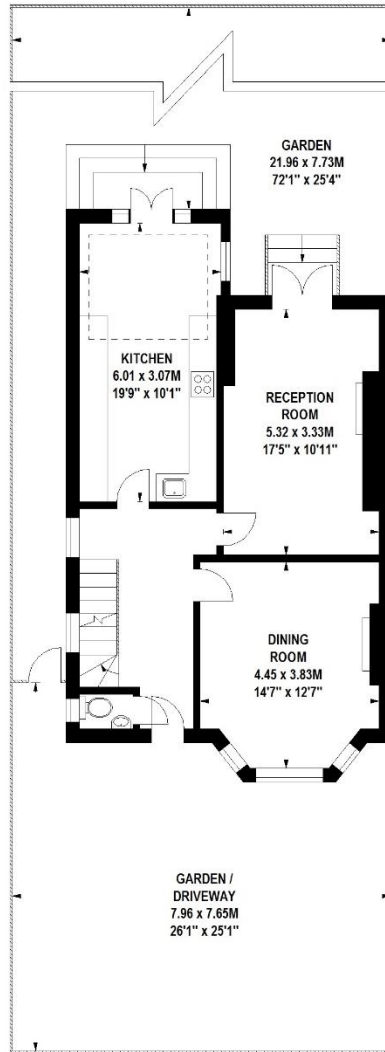 GARDEN
21.96 x 7.73M
72'1" x 25'4"
KITCHEN
6.01 x 3.07M
19'9" x 10'1"
RECEPTION
ROOM
5.32 x 3.33M
17'5" x 10'11"
DINING
ROOM
4.45 x 3.83M
14'7" x 12'7"
GARDEN /
DRIVEWAY
7.96 x 7.65M
26'1" x 25'1"